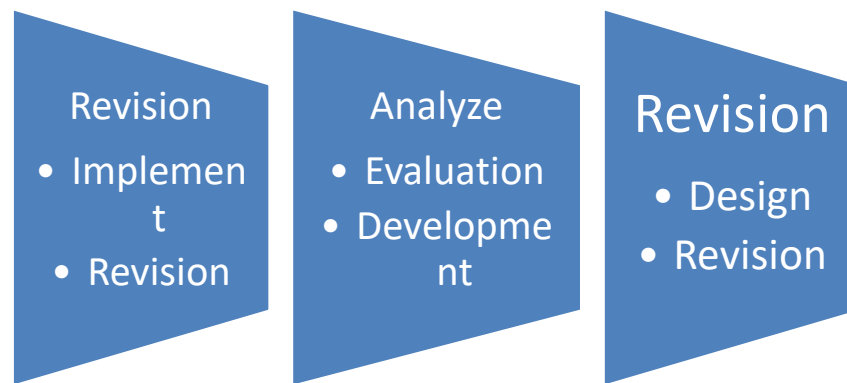 Revision
• Implemen
t
• Revision
Analyze
• Evaluation
• Developme
nt
Revision
• Design
• Revision